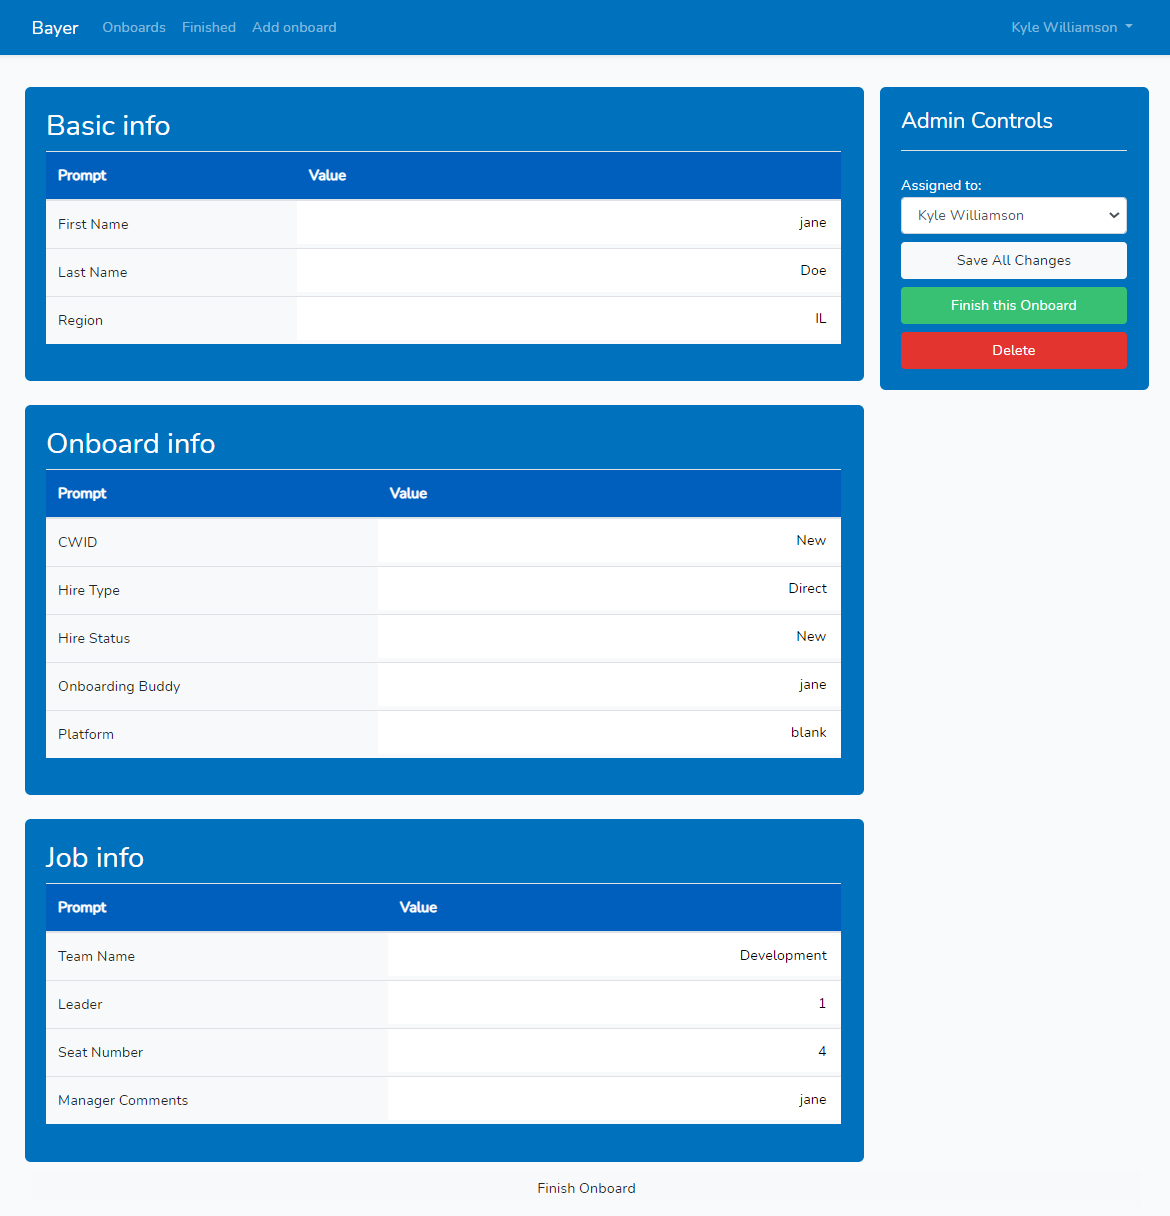 Bayer Onboards Finished Add onboard Kyle Williamson
Basic info
Prompt Value
First Name jane
Last Name Doe
Region IL
Admin Controls
Assigned to:
Kyle Williamson
Save All Changes
Finish this Onboard
Delete
Onboard info
Prompt Value
CWID New
Hire Type Direct
Hire Status New
Onboarding Buddy jane
Platform blank
Job info
Prompt Value
Team Name Development
Leader 1
Seat Number 4
Manager Comments jane
Finish Onboard